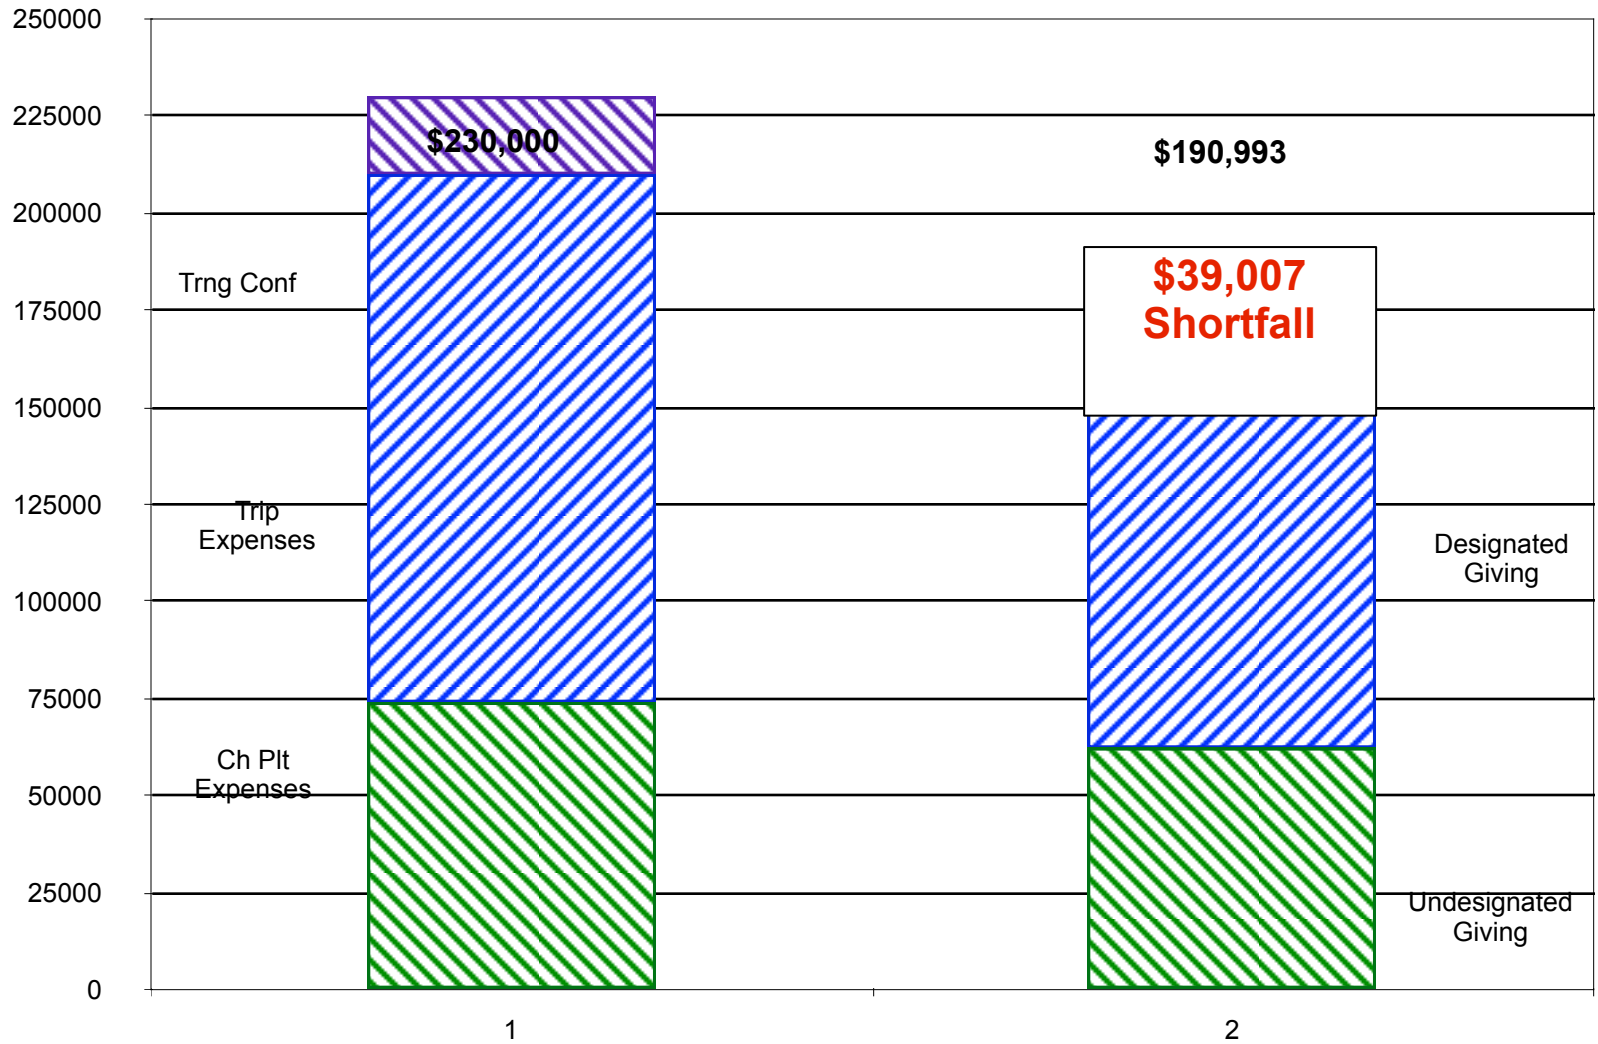 250000
225000
$230,000
$190,993
200000
$39,007
Shortfall
Trng Conf
175000
150000
125000
Trip
Expenses
Designated
Giving
100000
75000
Ch Plt
Expenses
50000
25000
Undesignated
Giving
0
1
2